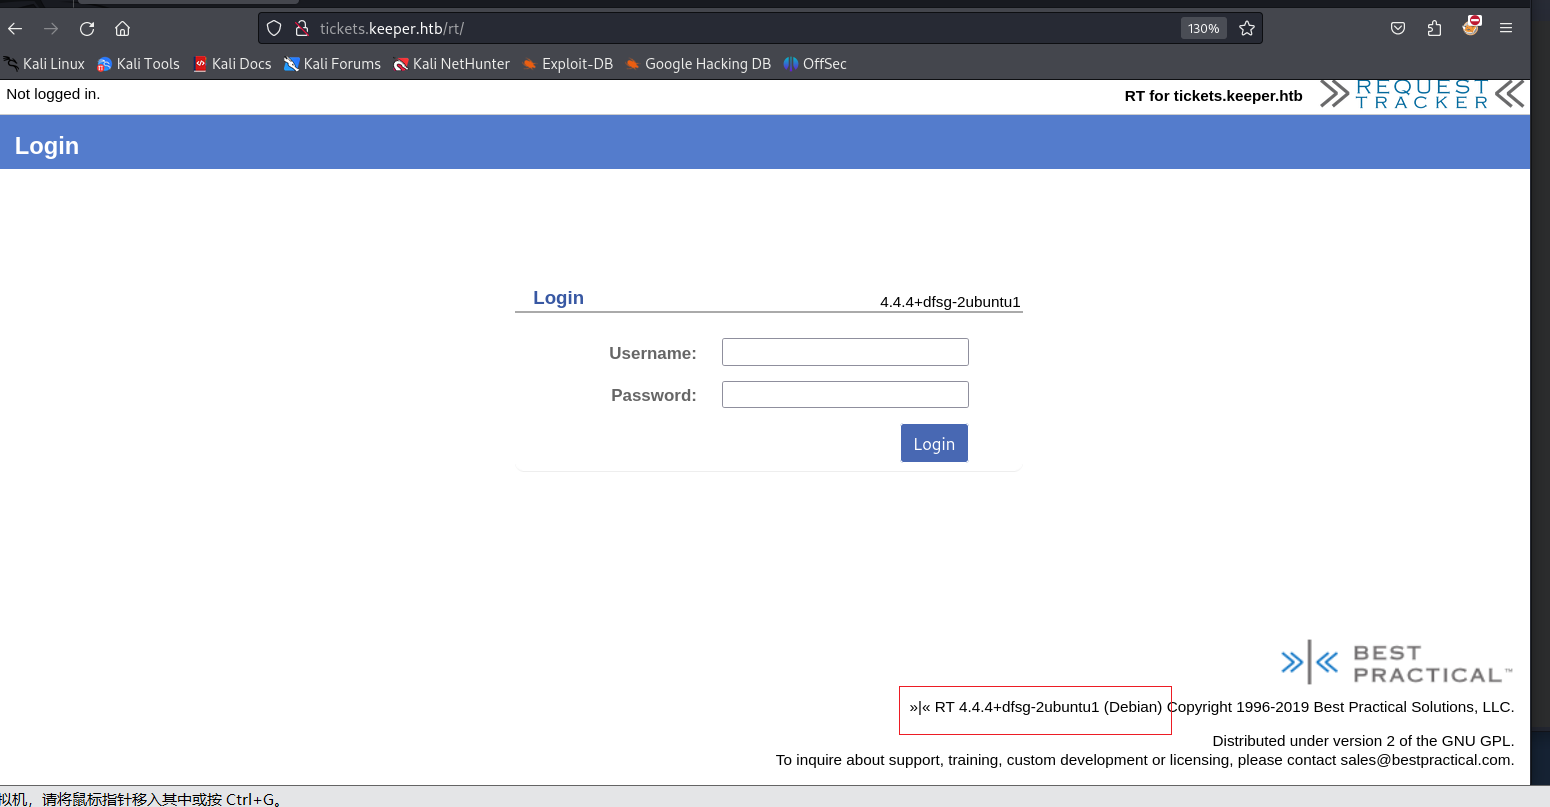 tickets.keeper.htb/rt/ 130%
Kali Linux Kali Tools Kali Docs Kali Forums Kali NetHunter Exploit-DB Google Hacking DB OffSec
Not logged in.
RT for tickets.keeper.htb
REQUEST
TRACKER
Login
Login 4.4.4+dfsg-2ubuntu1
Username:
Password:
Login
BEST
PRACTICAL™
»|« RT 4.4.4+dfsg-2ubuntu1 (Debian) Copyright 1996-2019 Best Practical Solutions, LLC.
Distributed under version 2 of the GNU GPL.
To inquire about support, training, custom development or licensing, please contact sales@bestpractical.com.
拟机，请将鼠标指针移入其中或按 Ctrl+G。